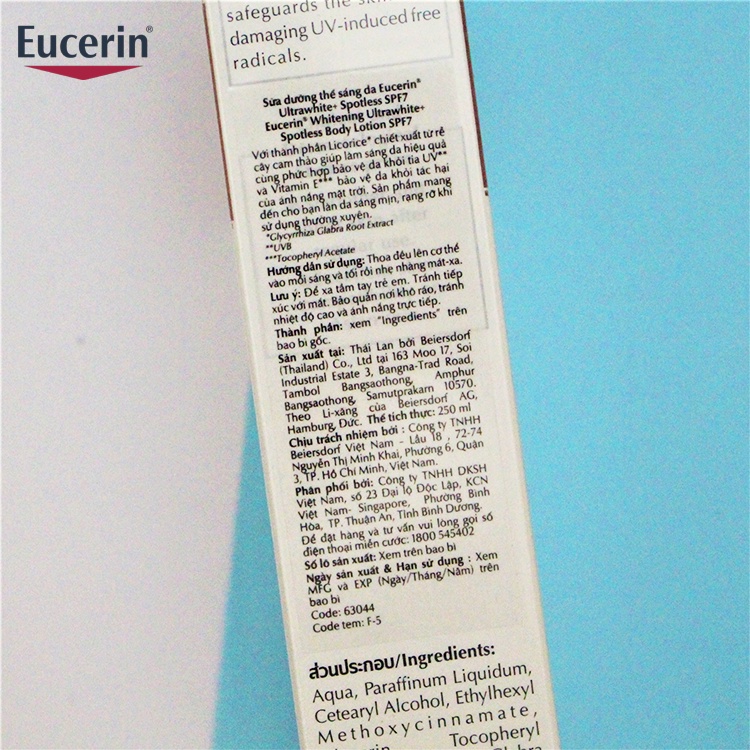 Eucerin®
safeguards the skin
damaging UV-induced free
radicals.
Sữa dưỡng thể sáng da Eucerin®
Ultrawhite+ Spotless SPF7
Eucerin® Whitening Ultrawhite+
Spotless Body Lotion SPF7
Với thành phần Licorice* chiết xuất từ rễ
cây cam thảo giúp làm sáng da hiệu quả
cùng phức hợp bảo vệ da khỏi tia UV**
và Vitamin E*** bảo vệ da khỏi tác hại
của ánh nắng mặt trời. Sản phẩm mang
đến cho bạn làn da sáng mịn, rạng rỡ khi
sử dụng thường xuyên.
*Glycyrrhiza Glabra Root Extract
**UVB
***Tocopheryl Acetate
Hướng dẫn sử dụng: Thoa đều lên cơ thể
vào mỗi sáng và tối rồi nhẹ nhàng mát-xa.
Lưu ý: Để xa tầm tay trẻ em. Tránh tiếp
xúc với mắt. Bảo quản nơi khô ráo, tránh
nhiệt độ cao và ánh nắng trực tiếp.
Thành phần: xem "Ingredients" trên
bao bì gốc.
Sản xuất tại: Thái Lan bởi Beiersdorf
(Thailand) Co., Ltd tại 163 Moo 17, Soi
Industrial Estate 3, Bangna-Trad Road,
Tambol Bangsaothong, Amphur
Bangsaothong, Samutprakarn 10570.
Theo Li-xăng của Beiersdorf AG,
Hamburg, Đức. Thể tích thực: 250 ml
Chịu trách nhiệm bởi : Công ty TNHH
Beiersdorf Việt Nam - Lầu 18 , 72-74
Nguyễn Thị Minh Khai, Phường 6, Quận
3, TP. Hồ Chí Minh, Việt Nam.
Phân phối bởi: Công ty TNHH DKSH
Việt Nam, số 23 Đại lộ Độc Lập, KCN
Việt Nam- Singapore, Phường Bình
Hòa, TP. Thuận An, Tỉnh Bình Dương.
Để đặt hàng và tư vấn vui lòng gọi số
điện thoại miễn cước: 1800 545402
Số lô sản xuất: Xem trên bao bì
Ngày sản xuất & Hạn sử dụng : Xem
MFG và EXP (Ngày/Tháng/Năm) trên
bao bì
Code: 63044
Code tem: F-5
ส่วนประกอบ/Ingredients:
Aqua, Paraffinum Liquidum,
Cetearyl Alcohol, Ethylhexyl
Methoxycinnamate,
Tocopheryl